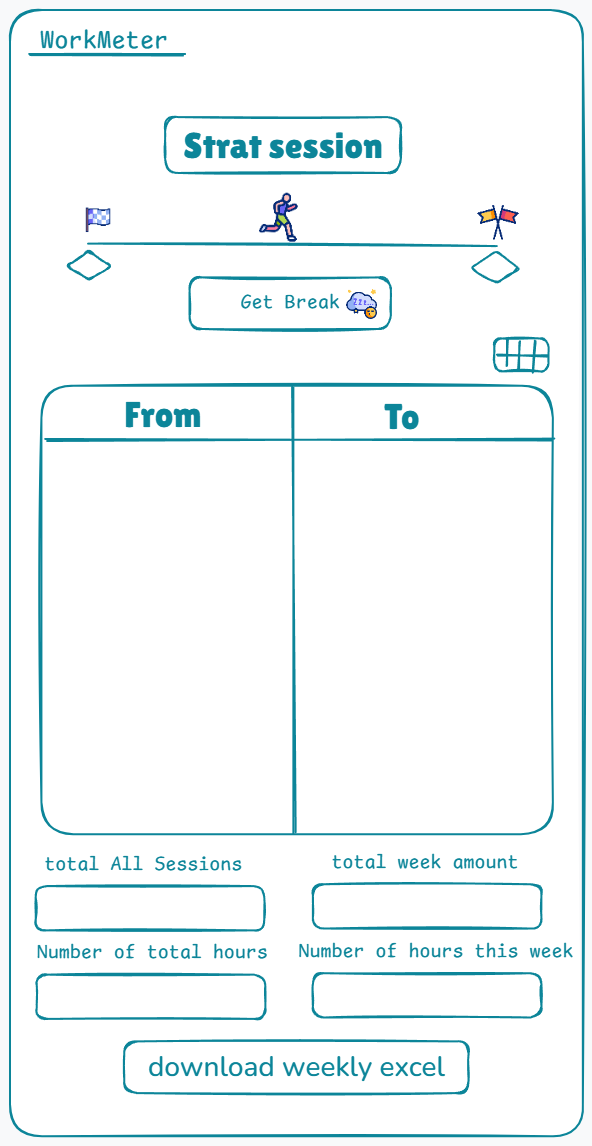 WorkMeter
Strat session
Get Break
zzz...
From To
total All Sessions total week amount
Number of total hours Number of hours this week
download weekly excel